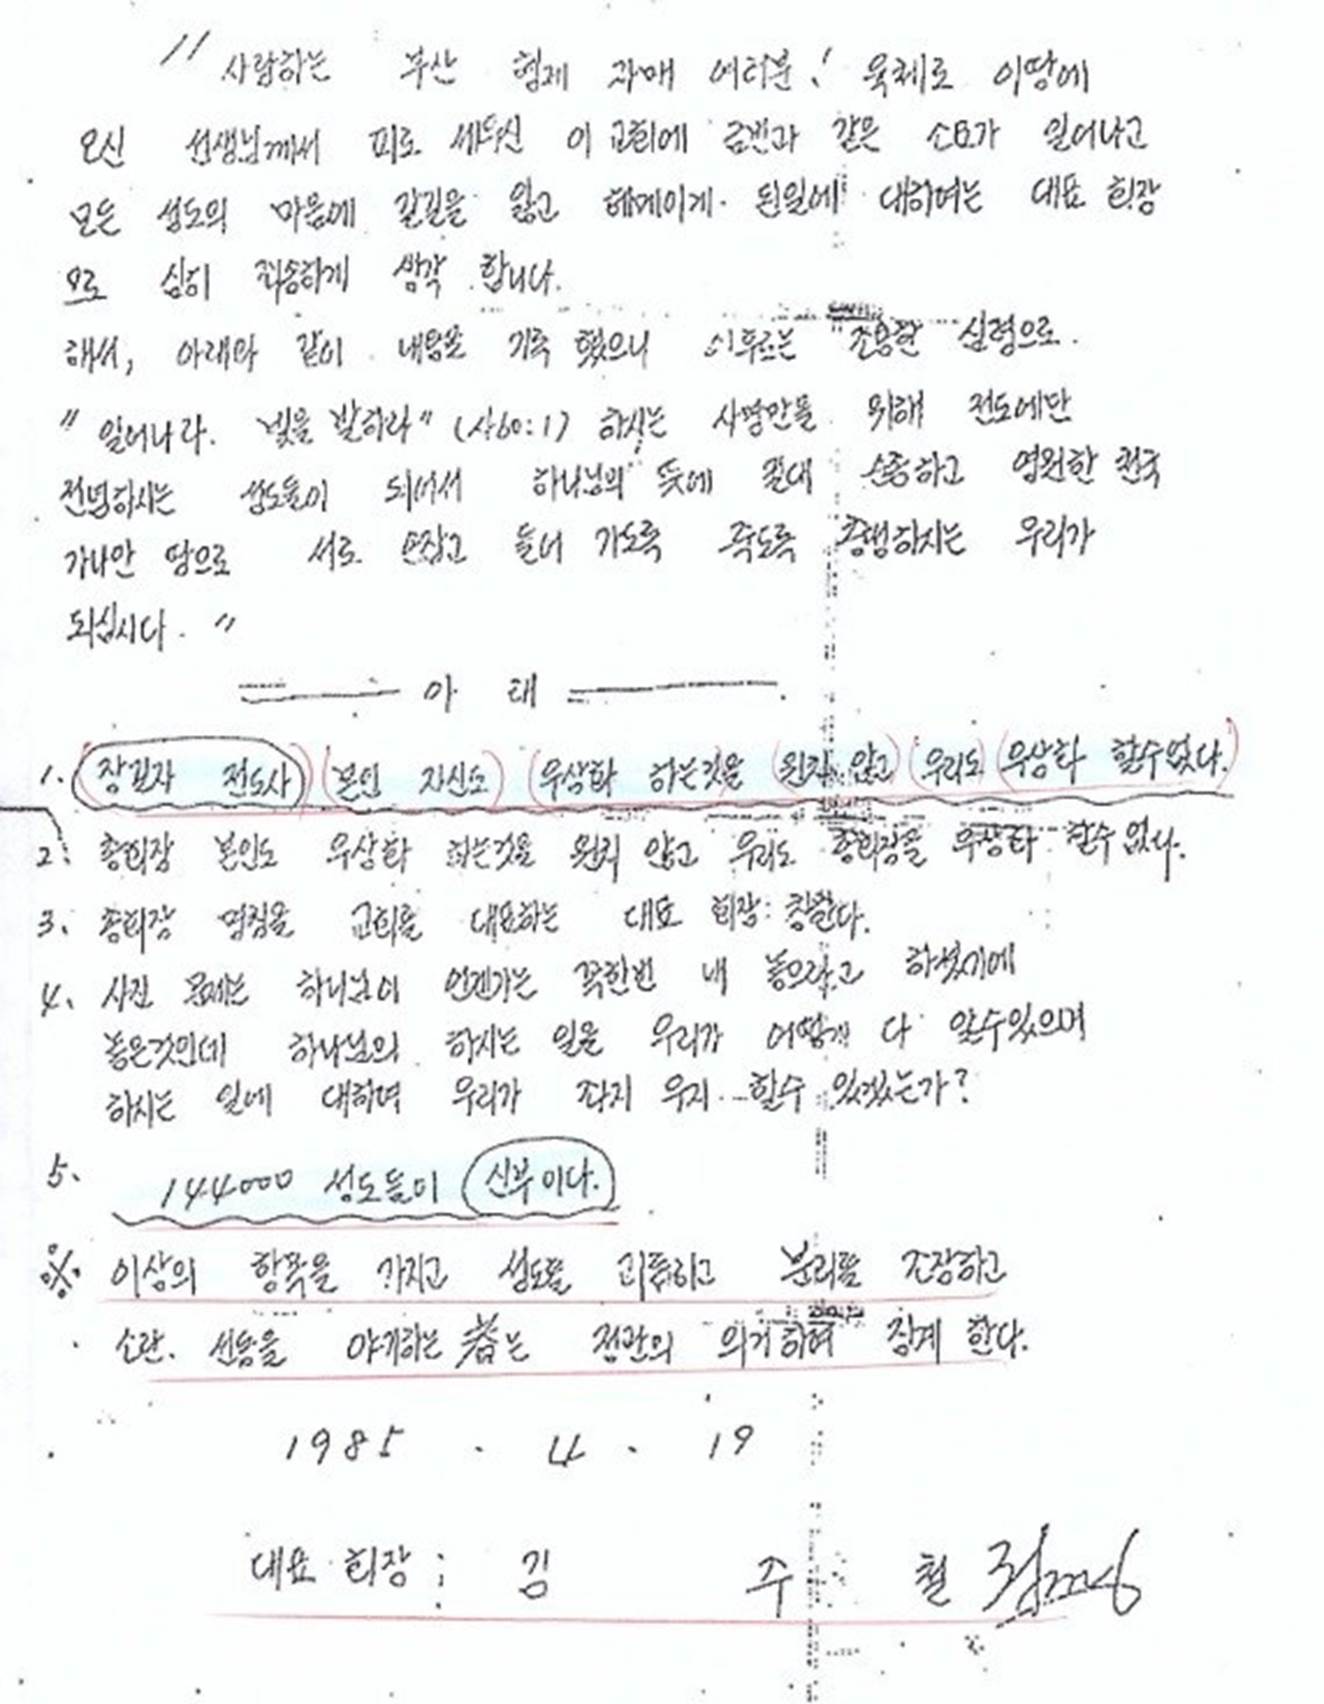 " 사랑하는 부산 형제 자매 여러분! 육체로 이땅에
오신 선생님께서 피로 세우신 이 교회에 금번과 같은 소요가 일어나고
모든 성도의 마음에 갈길을 잃고 헤메이게 된일에 대하여는 대표 회장
으로 심히 죄송하게 생각 합니다.
해서, 아래와 같이 내용을 기록 했으니 이후로는 조용한 심령으로.
" 일어나라. 빛을 발하라" (사60:1) 하시는 사명만을 위해 전도에만
전념하시는 성도들이 되어서 하나님의 뜻에 절대 순종하고 영원한 천국
가나안 땅으로 서로 손잡고 들어 가도록 죽도록 충성하시는 우리가
되십시다. "
아 래
1. (장길자 전도사) (본인 자신도) (우상화 하는것을) (원치 않고) (우리도) (우상화 할수없다.)
2. 총회장 본인도 우상화 하는것을 원치 않고 우리도 총회장을 우상화 할수 없다.
3. 총회장 명칭을 교회를 대표하는 대표 회장: 칭한다.
4. 사진 문제는 하나님이 언젠가는 꼭한번 내 놓으라고 하셨기에
놓은것인데 하나님의 하시는 일을 우리가 어떻게 다 알수있으며
하시는 일에 대하여 우리가 좌지 우지 할수 있겠는가?
5. 144000 성도들이 신부이다.
※ 이상의 항목을 가지고 성도를 괴롭히고 분리를 조장하고
소란. 선동을 야기하는 者는 정관의 의거하여 징계 한다.
1985 . 4 . 19
대표 회장 : 김 주 철